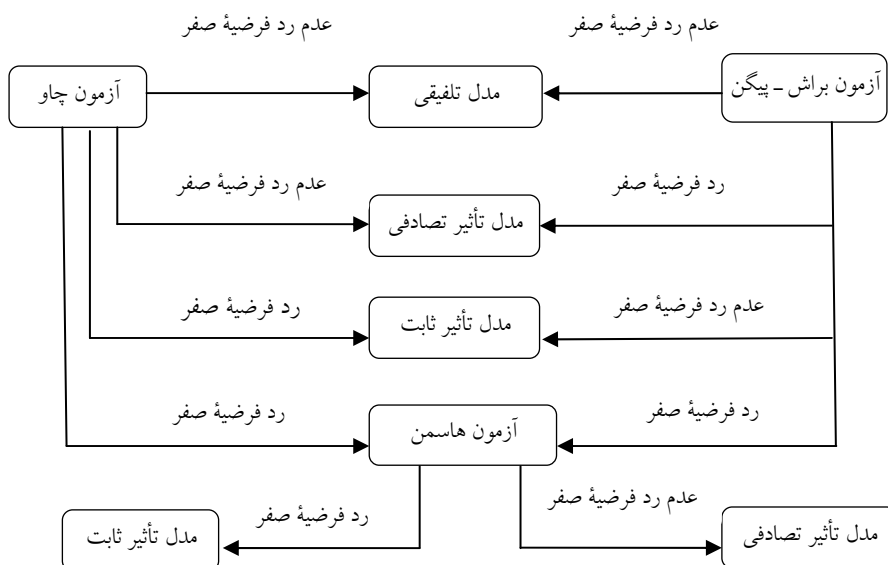 عدم رد فرضیهٔ صفر
عدم رد فرضیهٔ صفر
آزمون براش - پیگن
مدل تلفیقی
آزمون چاو
رد فرضیهٔ صفر
عدم رد فرضیهٔ صفر
مدل تأثیر تصادفی
عدم رد فرضیهٔ صفر
رد فرضیهٔ صفر
مدل تأثیر ثابت
رد فرضیهٔ صفر
رد فرضیهٔ صفر
آزمون هاسمن
عدم رد فرضیهٔ صفر
رد فرضیهٔ صفر
مدل تأثیر تصادفی
مدل تأثیر ثابت